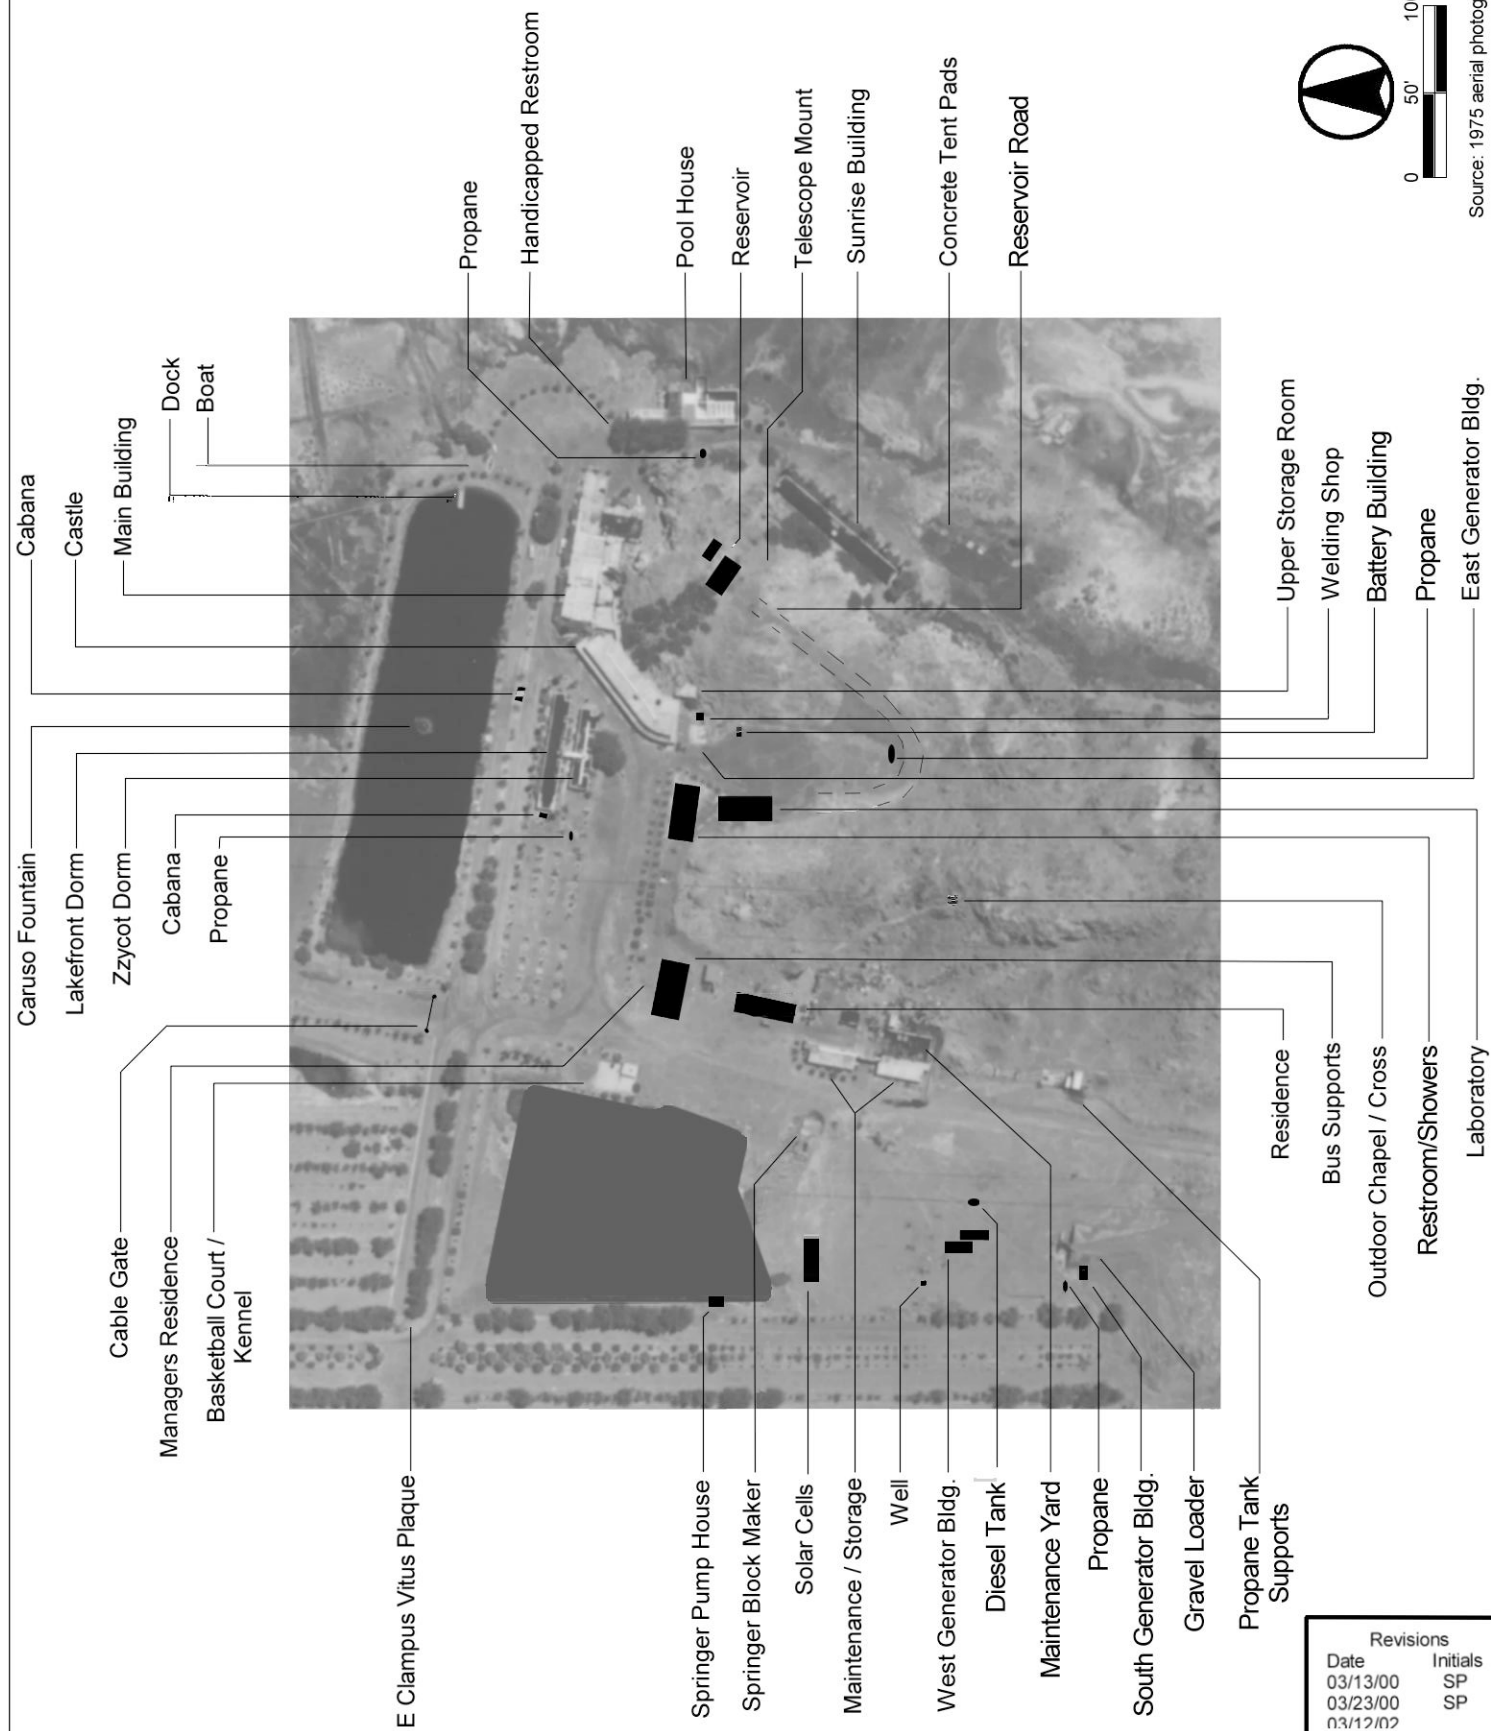 Cabana
Castle
Main Building
Dock
Boat
Propane
Handicapped Restroom
Pool House
Reservoir
Telescope Mount
Sunrise Building
Concrete Tent Pads
Reservoir Road
Caruso Fountain
Lakefront Dorm
Zzycot Dorm
Cabana
Propane
Upper Storage Room
Welding Shop
Battery Building
Propane
East Generator Bldg.
Cable Gate
Managers Residence
Basketball Court /
Kennel
Residence
Bus Supports
Outdoor Chapel / Cross
Restroom/Showers
Laboratory
E Clampus Vitus Plaque
Springer Pump House
Springer Block Maker
Solar Cells
Maintenance / Storage
Well
West Generator Bldg.
Diesel Tank
Maintenance Yard
Propane
South Generator Bldg.
Gravel Loader
Propane Tank
Supports
0 50' 10
Source: 1975 aerial photog
Revisions
Date Initials
03/13/00 SP
03/23/00 SP
03/12/02